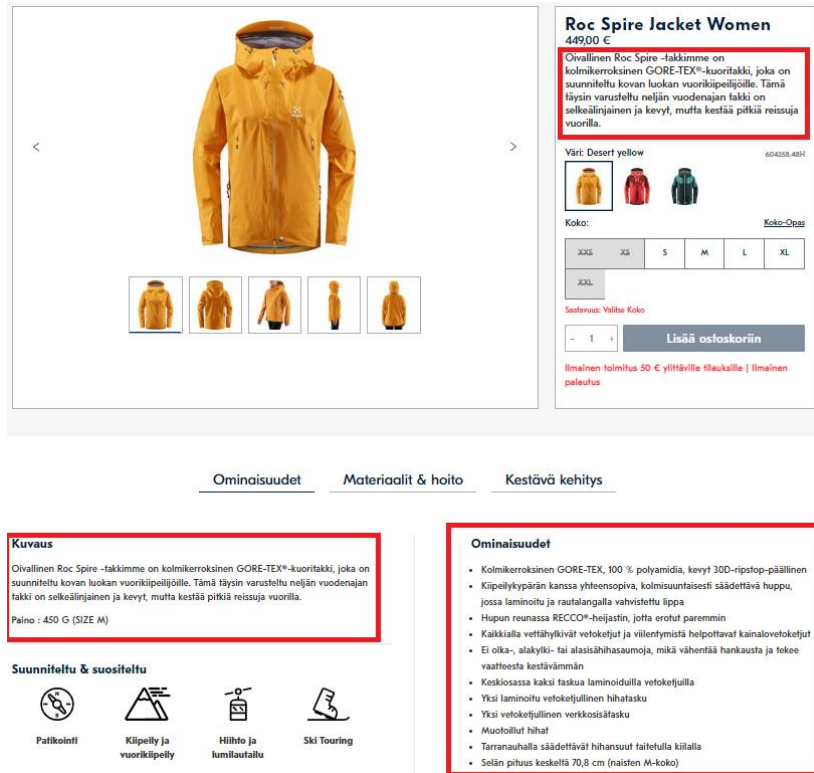 Roc Spire Jacket Women
449,00 €
Oivallinen Roc Spire -takkimme on
kolmikerroksinen GORE-TEX®-kuoritakki, joka on
suunniteltu kovan luokan vuorikiipeilijöille. Tämä
täysin varusteltu neljän vuodenajan takki on
selkeälinjainen ja kevyt, mutta kestää pitkiä reissuja
vuorilla.
Väri: Desert yellow
604358.48H
Koko:
Koko-Opas
XXS XS S M L XL
XXL
Saatavuus: Valitse Koko
- 1 +
Lisää ostoskoriin
Ilmainen toimitus 50 € ylittäville tilauksille | Ilmainen
palautus
Ominaisuudet Materiaalit & hoito Kestävä kehitys
Kuvaus
Oivallinen Roc Spire -takkimme on kolmikerroksinen GORE-TEX®-kuoritakki, joka on
suunniteltu kovan luokan vuorikiipeilijöille. Tämä täysin varusteltu neljän vuodenajan
takki on selkeälinjainen ja kevyt, mutta kestää pitkiä reissuja vuorilla.
Paino : 450 G (SIZE M)
Suunniteltu & suositeltu
Patikointi
Kiipeily ja
vuorikiipeily
Hiihto ja
lumilautailu
Ski Touring
Ominaisuudet
• Kolmikerroksinen GORE-TEX, 100 % polyamidia, kevyt 30D-ripstop-päällinen
• Kiipeilykypärän kanssa yhteensopiva, kolmisuuntaisesti säädettävä huppu,
jossa laminoitu ja rautalangalla vahvistettu lippa
• Hupun reunassa RECCO®-heijastin, jotta erotut paremmin
• Kaikkialla vettähylkivät vetoketjut ja viilentymistä helpottavat kainalovetoketjut
• Ei olka-, alakylki- tai alasisähihasaumoja, mikä vähentää hankausta ja tekee
vaatteesta kestävämmän
• Keskiosassa kaksi taskua laminoiduilla vetoketjuilla
• Yksi laminoitu vetoketjullinen hihatasku
• Yksi vetoketjullinen verkkosisätasku
• Muotoillut hihat
• Tarranauhalla säädettävät hihansuut taitetulla kiilalla
• Selän pituus keskeltä 70,8 cm (naisten M-koko)